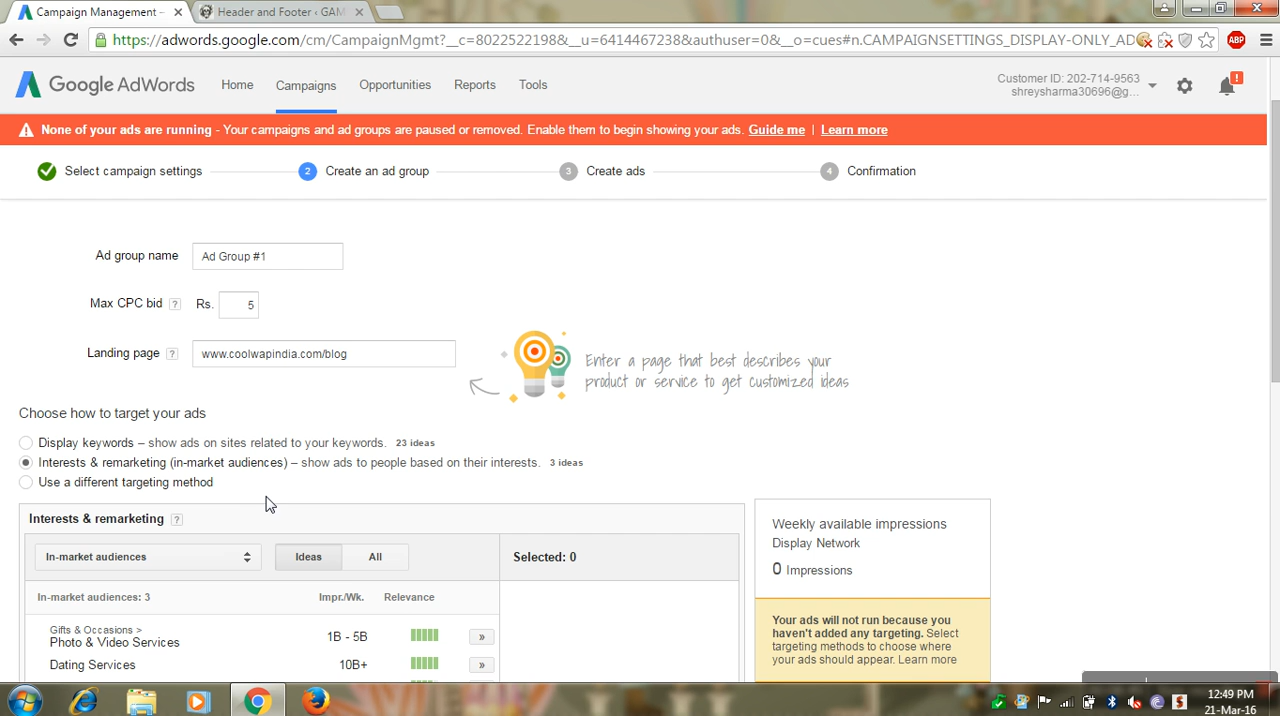 Campaign Management –
Header and Footer ‹ GAM
https://adwords.google.com/cm/CampaignMgmt?__c=8022522198&__u=6414467238&authuser=0&__o=cues#n.CAMPAIGNSETTINGS_DISPLAY-ONLY_AD
ABP
Google AdWords
Home
Campaigns
Opportunities
Reports
Tools
Customer ID: 202-714-9563
shreysharma30696@g...
!
None of your ads are running - Your campaigns and ad groups are paused or removed. Enable them to begin showing your ads. Guide me | Learn more
Select campaign settings
2 Create an ad group
3 Create ads
4 Confirmation
Ad group name
Ad Group #1
Max CPC bid ? Rs. 5
Landing page ? www.coolwapindia.com/blog
Enter a page that best describes your
product or service to get customized ideas
Choose how to target your ads
Display keywords – show ads on sites related to your keywords. 23 ideas
Interests & remarketing (in-market audiences) – show ads to people based on their interests. 3 ideas
Use a different targeting method
Interests & remarketing ?
In-market audiences
Ideas
All
Selected: 0
In-market audiences: 3
Impr./Wk.
Relevance
Gifts & Occasions >
Photo & Video Services
1B - 5B
»
Dating Services
10B+
»
Weekly available impressions
Display Network
0 Impressions
Your ads will not run because you
haven't added any targeting. Select
targeting methods to choose where
your ads should appear. Learn more
12:49 PM
21-Mar-16